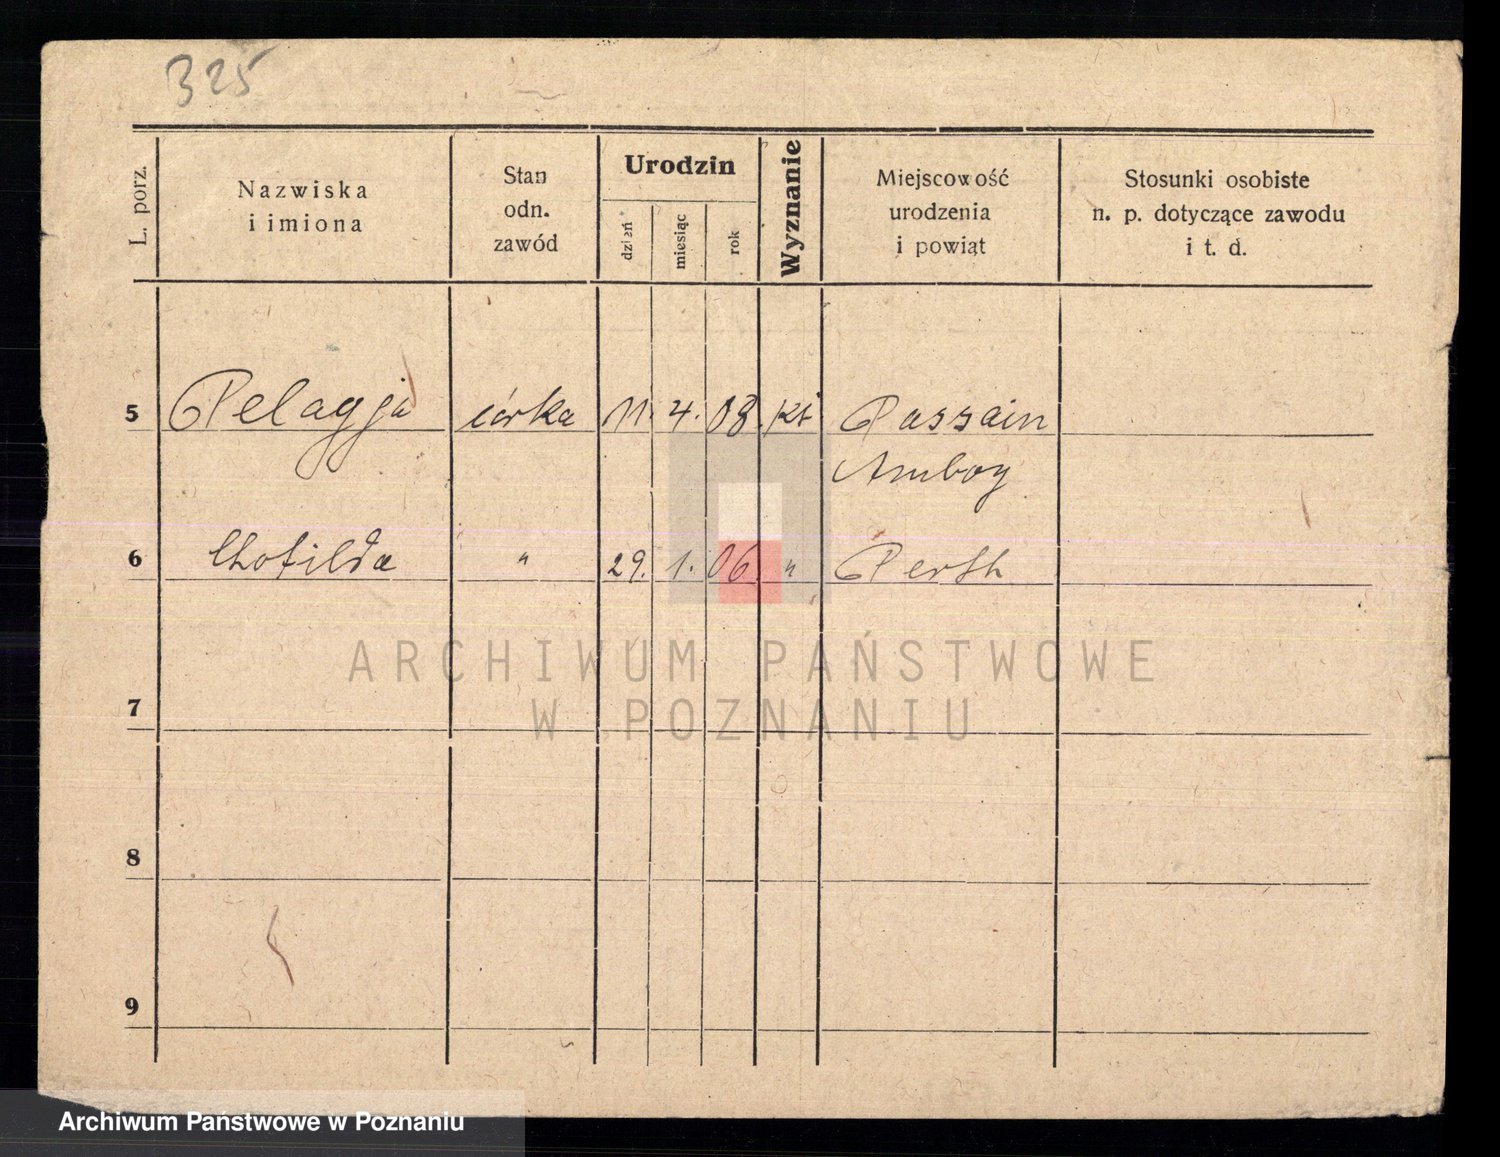 325
L. porz.
Nazwiska
i imiona
Stan
odn.
zawód
Urodzin
dzień
miesiąc
rok
Wyznanie
Miejscowość
urodzenia
i powiąt
Stosunki osobiste
n. p. dotyczące zawodu
i t. d.
5 Pelagja córka 11. 4. 08. kt Passain
Amboy
6 Clotilda " 29. 1. 06. " Perth
ARCHIWUM PAŃSTWOWE
W POZNANIU
7
8
9
Archiwum Państwowe w Poznaniu